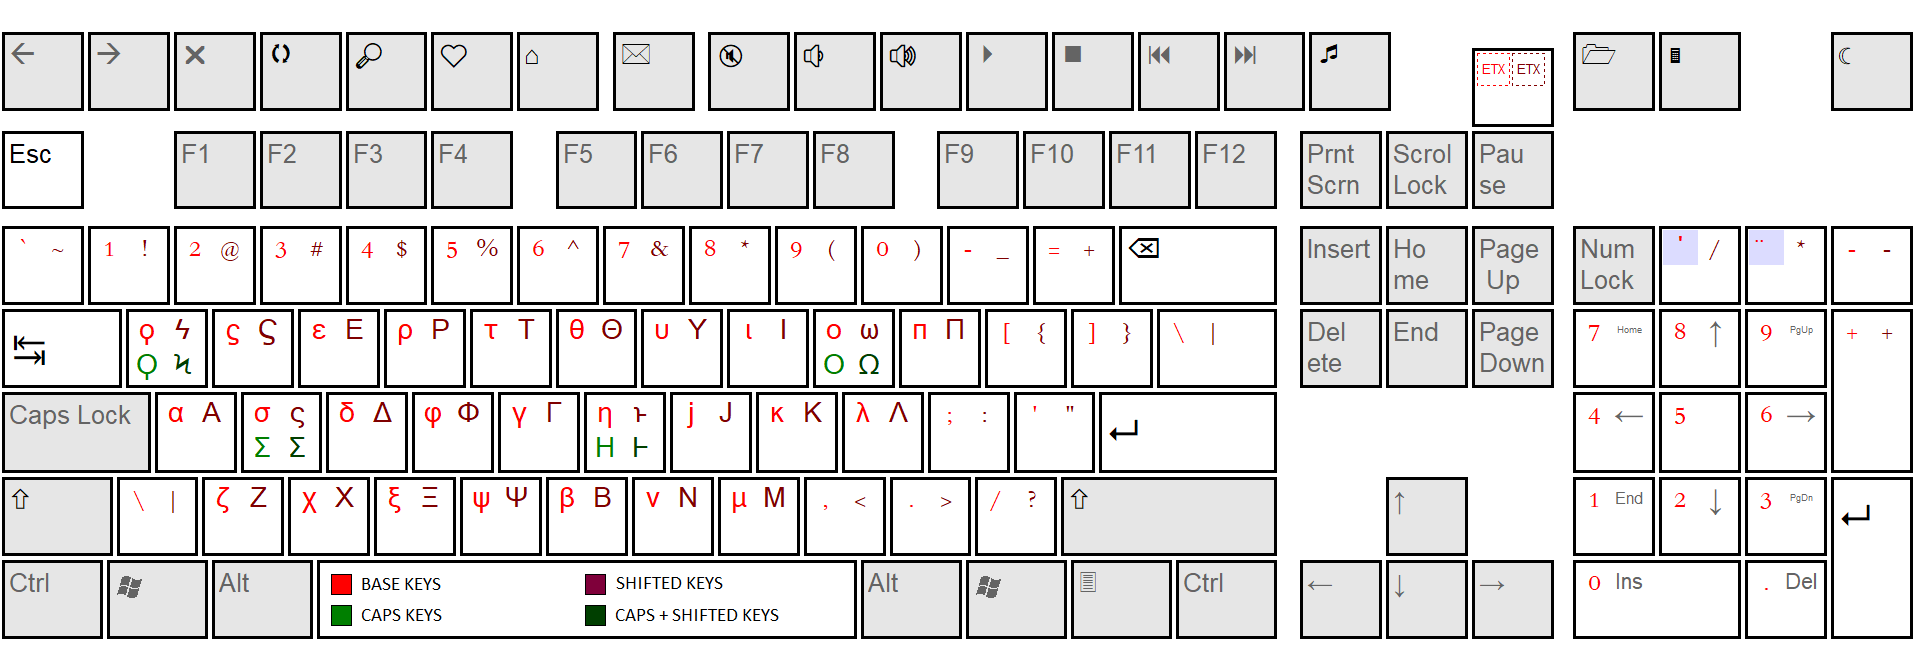 ETX ETX
Esc F1 F2 F3 F4 F5 F6 F7 F8 F9 F10 F11 F12 Prnt Scrn Scrol Lock Pau se
` ~ 1 ! 2 @ 3 # 4 $ 5 % 6 ^ 7 & 8 * 9 ( 0 ) - _ = + Insert Ho me Page Up Num Lock ' / ¨ * - -
ϙ ϟ ς Ϛ ε Ε ρ Ρ τ Τ θ Θ υ Υ ι Ι ο ω π Π [ { ] } \ | Del ete End Page Down 7 Home 8 ↑ 9 PgUp + +
Ϙ Ϟ Ο Ω
Caps Lock α Α σ ς δ Δ φ Φ γ Γ η ⱶ j J κ Κ λ Λ ; : ' " 4 ← 5 6 →
Σ Σ Η Ⱶ
\ | ζ Ζ χ Χ ξ Ξ ψ Ψ β Β ν Ν μ Μ , < . > / ? ↑ 1 End 2 ↓ 3 PgDn
Ctrl Alt BASE KEYS SHIFTED KEYS Alt Ctrl ← ↓ → 0 Ins . Del
CAPS KEYS CAPS + SHIFTED KEYS